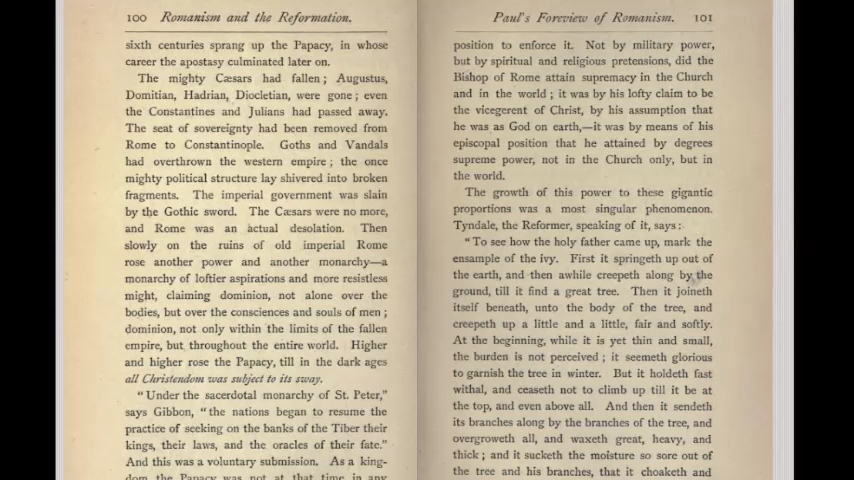 100 Romanism and the Reformation.
sixth centuries sprang up the Papacy, in whose
career the apostasy culminated later on.
The mighty Cæsars had fallen; Augustus,
Domitian, Hadrian, Diocletian, were gone; even
the Constantines and Julians had passed away.
The seat of sovereignty had been removed from
Rome to Constantinople. Goths and Vandals
had overthrown the western empire; the once
mighty political structure lay shivered into broken
fragments. The imperial government was slain
by the Gothic sword. The Cæsars were no more,
and Rome was an actual desolation. Then
slowly on the ruins of old imperial Rome
rose another power and another monarchy—a
monarchy of loftier aspirations and more resistless
might, claiming dominion, not alone over the
bodies, but over the consciences and souls of men;
dominion, not only within the limits of the fallen
empire, but throughout the entire world. Higher
and higher rose the Papacy, till in the dark ages
all Christendom was subject to its sway.
"Under the sacerdotal monarchy of St. Peter,"
says Gibbon, "the nations began to resume the
practice of seeking on the banks of the Tiber their
kings, their laws, and the oracles of their fate."
And this was a voluntary submission. As a king-
dom the Papacy was not at that time in any
Paul's Foreview of Romanism. 101
position to enforce it. Not by military power,
but by spiritual and religious pretensions, did the
Bishop of Rome attain supremacy in the Church
and in the world; it was by his lofty claim to be
the vicegerent of Christ, by his assumption that
he was as God on earth,—it was by means of his
episcopal position that he attained by degrees
supreme power, not in the Church only, but in
the world.
The growth of this power to these gigantic
proportions was a most singular phenomenon.
Tyndale, the Reformer, speaking of it, says:
"To see how the holy father came up, mark the
ensample of the ivy. First it springeth up out of
the earth, and then awhile creepeth along by the
ground, till it find a great tree. Then it joineth
itself beneath, unto the body of the tree, and
creepeth up a little and a little, fair and softly.
At the beginning, while it is yet thin and small,
the burden is not perceived; it seemeth glorious
to garnish the tree in winter. But it holdeth fast
withal, and ceaseth not to climb up till it be at
the top, and even above all. And then it sendeth
its branches along by the branches of the tree, and
overgroweth all, and waxeth great, heavy, and
thick; and it sucketh the moisture so sore out of
the tree and his branches, that it choaketh and